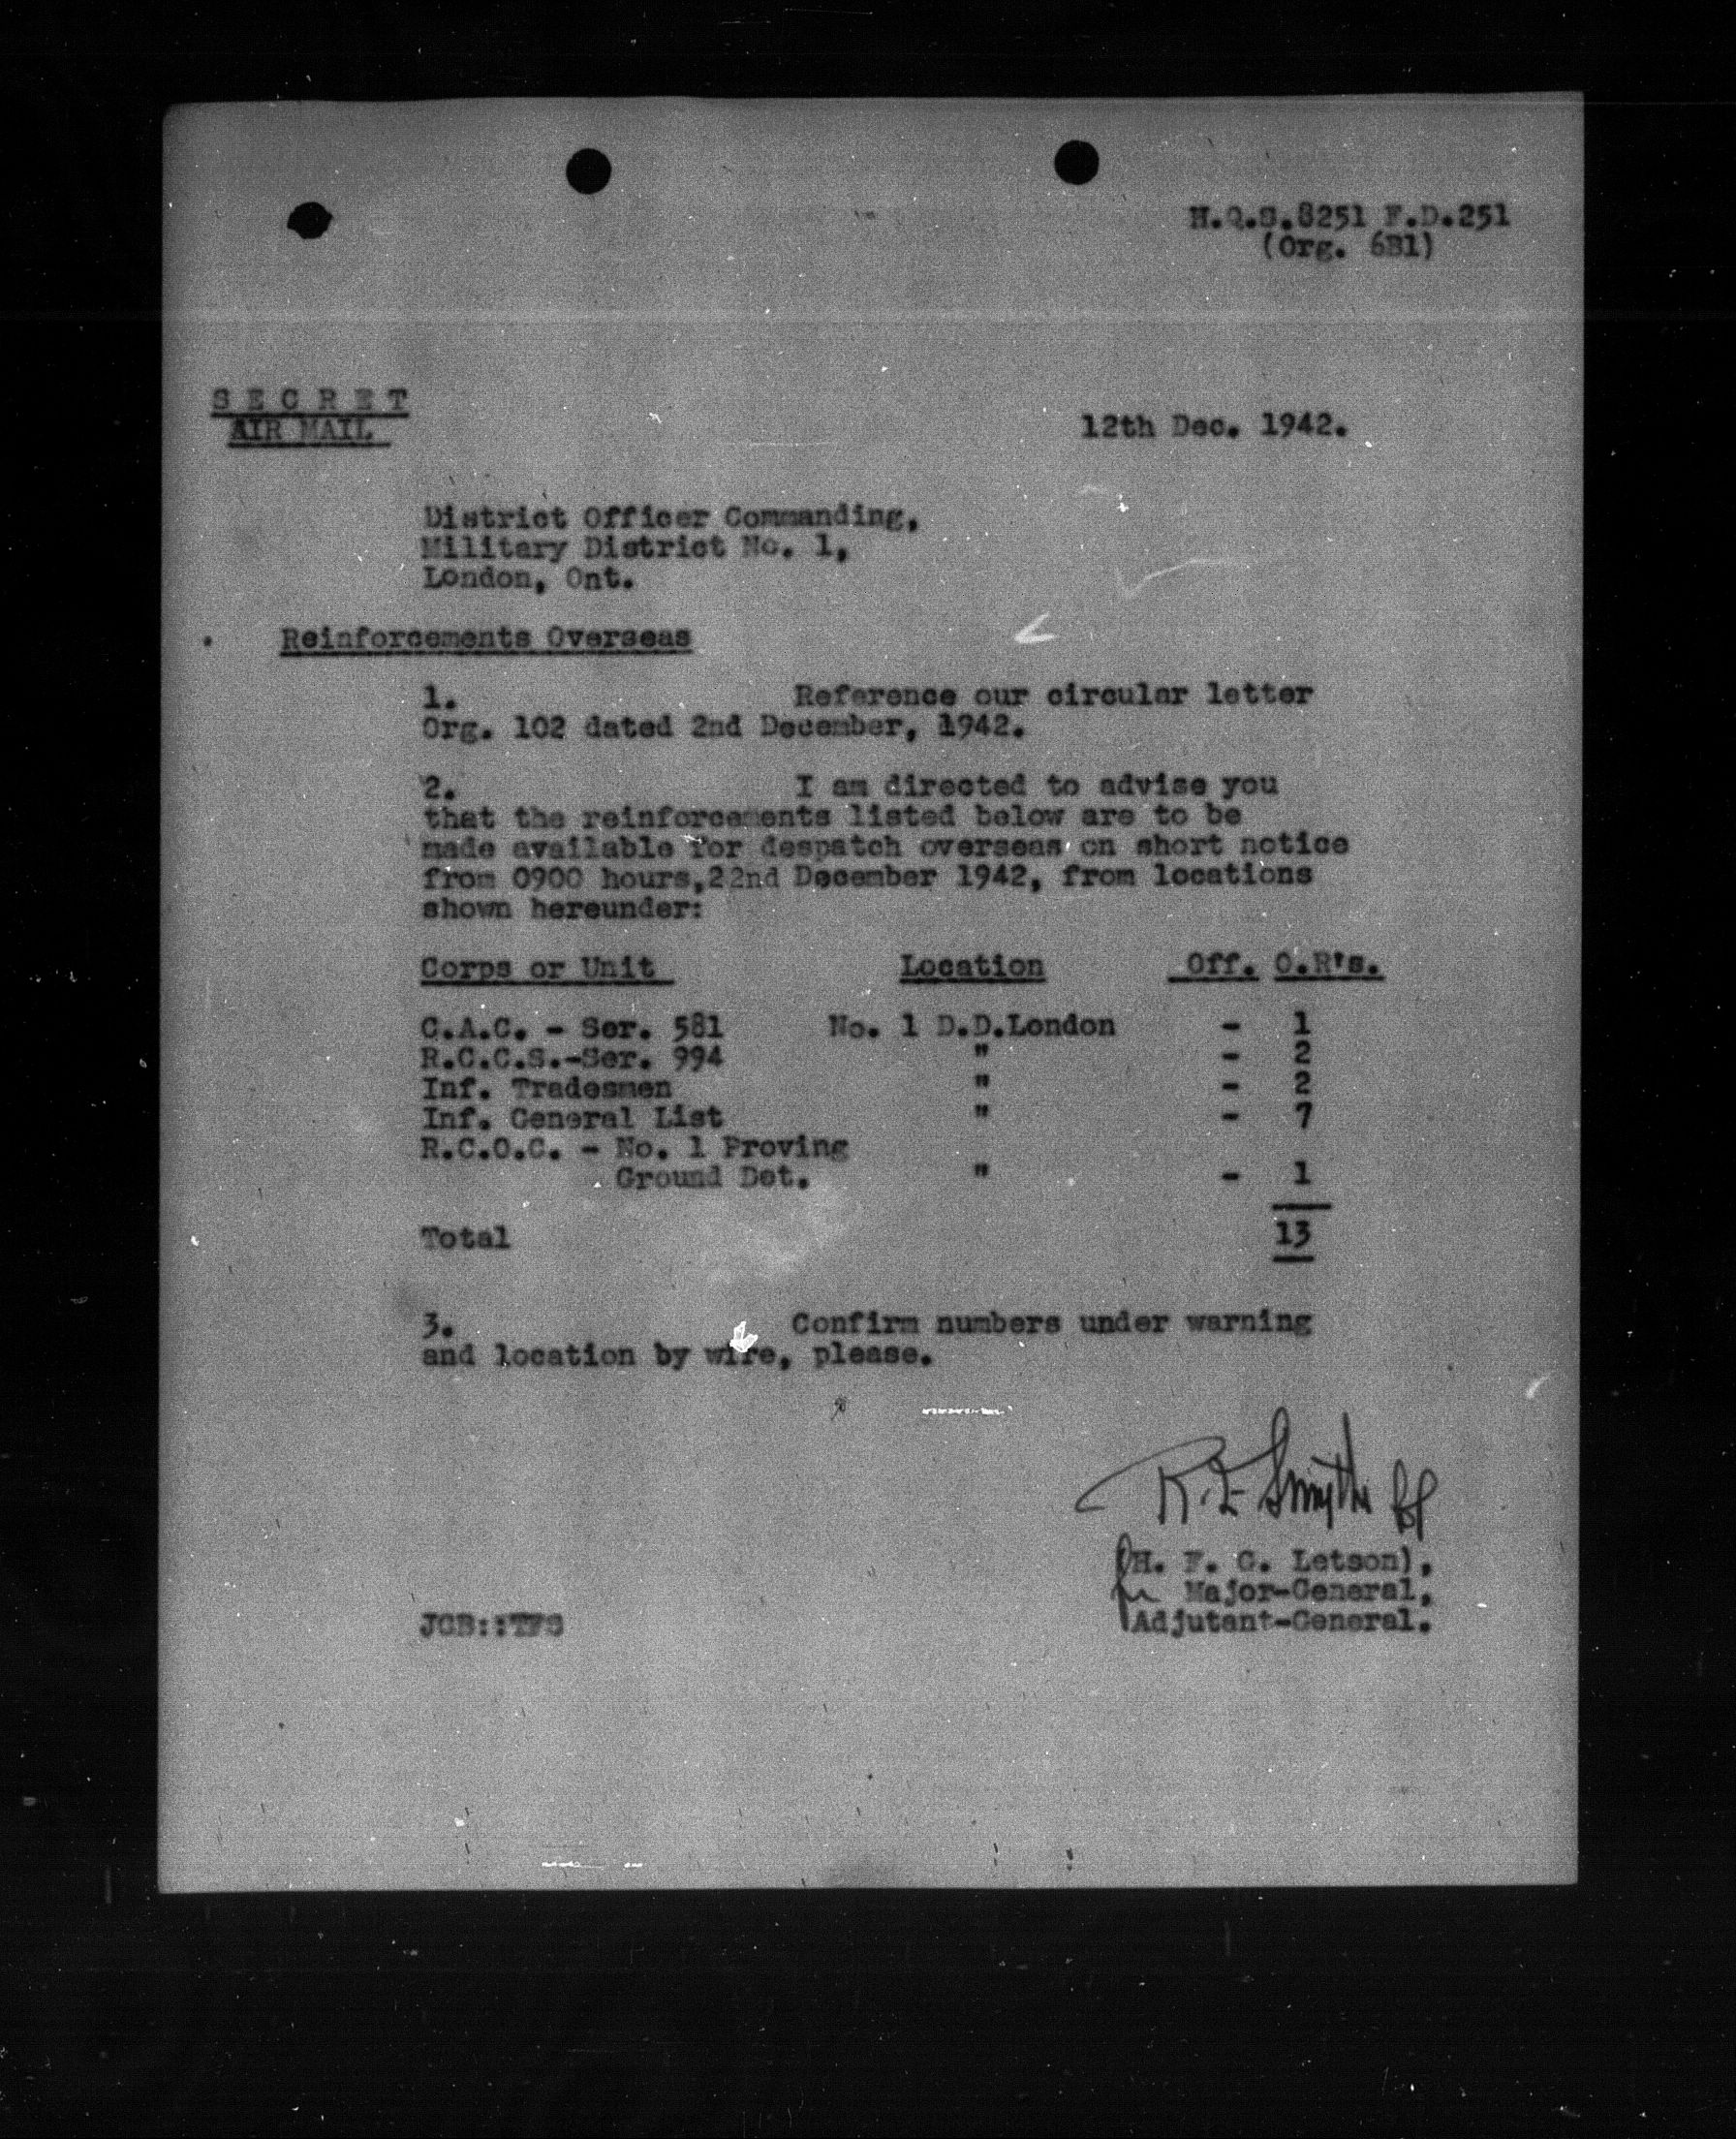 H.Q.S.8251 F.D.251
(Org. 6B1)
S E C R E T
AIR MAIL
12th Dec. 1942.
District Officer Commanding,
Military District No. 1,
London, Ont.
Reinforcements Overseas
1. Reference our circular letter
Org. 102 dated 2nd December, 1942.
2. I am directed to advise you
that the reinforcements listed below are to be
made available for despatch overseas on short notice
from 0900 hours,22nd December 1942, from locations
shown hereunder:
Corps or Unit Location Off. O.R's.
C.A.C. - Ser. 581 No. 1 D.D.London - 1
R.C.C.S.-Ser. 994 " - 2
Inf. Tradesmen " - 2
Inf. General List " - 7
R.C.O.C. - No. 1 Proving
Ground Det. " - 1
Total 13
3. Confirm numbers under warning
and location by wire, please.
Smythe
(H. F. G. Letson),
for Major-General,
Adjutant-General.